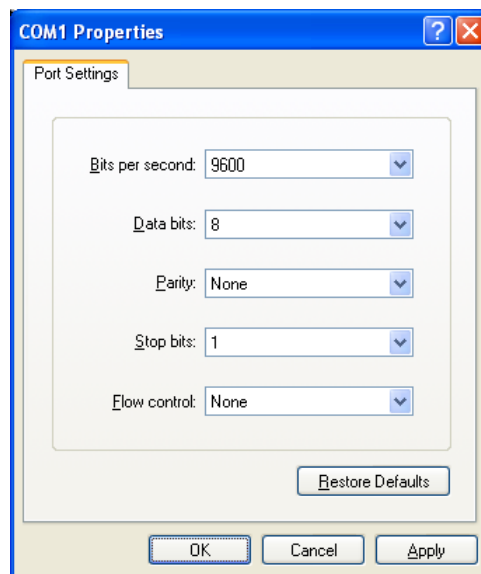 COM1 Properties
Port Settings
Bits per second: 9600
Data bits: 8
Parity: None
Stop bits: 1
Flow control: None
Restore Defaults
OK Cancel Apply